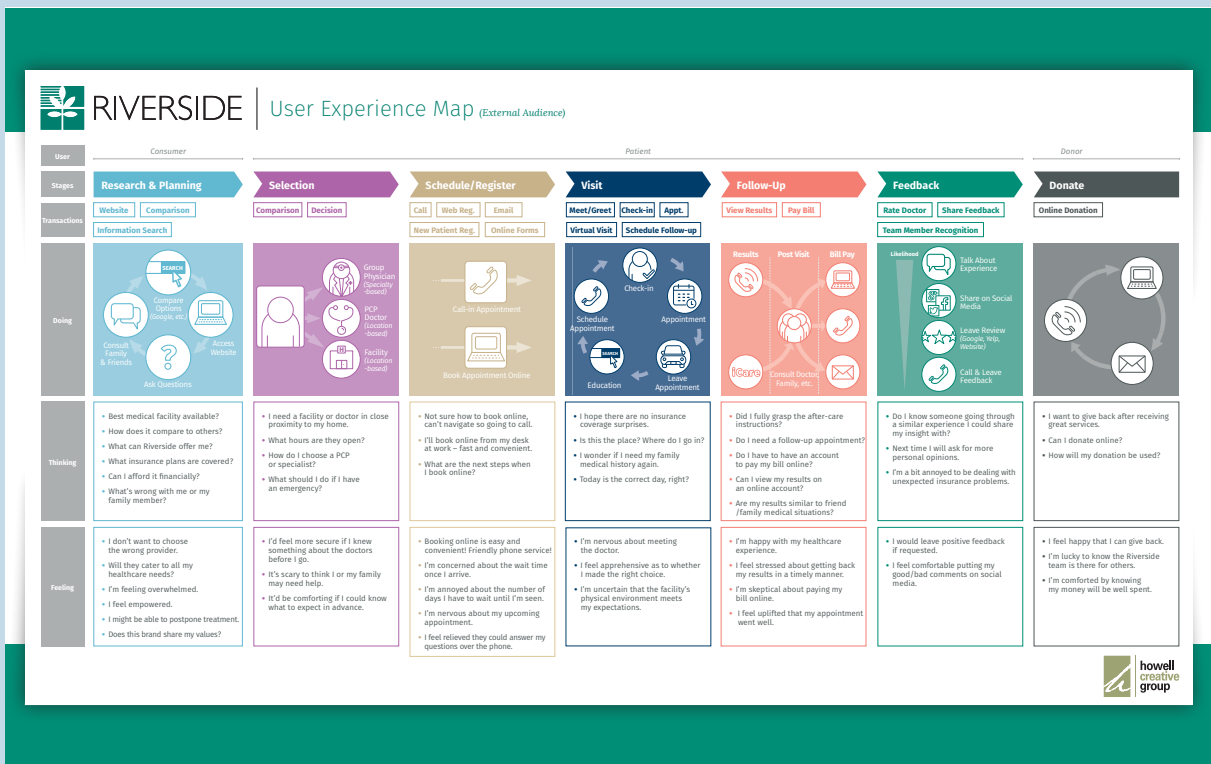 RIVERSIDE
User Experience Map (External Audience)
User
Consumer
Patient
Donor
Stages
Research & Planning
Selection
Schedule/Register
Visit
Follow-Up
Feedback
Donate
Transactions
Website
Comparison
Information Search
Comparison
Decision
Call
Web Reg.
Email
New Patient Reg.
Online Forms
Meet/Greet
Check-in
Appt.
Virtual Visit
Schedule Follow-up
View Results
Pay Bill
Rate Doctor
Share Feedback
Team Member Recognition
Online Donation
Doing
SEARCH
Compare
Options
(Google, etc.)
Consult
Family
& Friends
Access
Website
Ask Questions
Group
Physician
(Specialty
-based)
PCP
Doctor
(Location
-based)
Facility
(Location
-based)
Call-in Appointment
Book Appointment Online
Check-in
Schedule
Appointment
Appointment
SEARCH
Education
Leave
Appointment
Results
Post Visit
Bill Pay
iCare
Consult Doctor,
Family, etc.
Likelihood
Talk About
Experience
Share on Social
Media
Leave Review
(Google, Yelp,
Website)
Call & Leave
Feedback
Thinking
• Best medical facility available?
• How does it compare to others?
• What can Riverside offer me?
• What insurance plans are covered?
• Can I afford it financially?
• What's wrong with me or my
family member?
• I need a facility or doctor in close
proximity to my home.
• What hours are they open?
• How do I choose a PCP
or specialist?
• What should I do if I have
an emergency?
• Not sure how to book online,
can't navigate so going to call.
• I'll book online from my desk
at work – fast and convenient.
• What are the next steps when
I book online?
• I hope there are no insurance
coverage surprises.
• Is this the place? Where do I go in?
• I wonder if I need my family
medical history again.
• Today is the correct day, right?
• Did I fully grasp the after-care
instructions?
• Do I need a follow-up appointment?
• Do I have to have an account
to pay my bill online?
• Can I view my results on
an online account?
• Are my results similar to friend
/family medical situations?
• Do I know someone going through
a similar experience I could share
my insight with?
• Next time I will ask for more
personal opinions.
• I'm a bit annoyed to be dealing with
unexpected insurance problems.
• I want to give back after receiving
great services.
• Can I donate online?
• How will my donation be used?
Feeling
• I don't want to choose
the wrong provider.
• Will they cater to all my
healthcare needs?
• I'm feeling overwhelmed.
• I feel empowered.
• I might be able to postpone treatment.
• Does this brand share my values?
• I'd feel more secure if I knew
something about the doctors
before I go.
• It's scary to think I or my family
may need help.
• It'd be comforting if I could know
what to expect in advance.
• Booking online is easy and
convenient! Friendly phone service!
• I'm concerned about the wait time
once I arrive.
• I'm annoyed about the number of
days I have to wait until I'm seen.
• I'm nervous about my upcoming
appointment.
• I feel relieved they could answer my
questions over the phone.
• I'm nervous about meeting
the doctor.
• I feel apprehensive as to whether
I made the right choice.
• I'm uncertain that the facility's
physical environment meets
my expectations.
• I'm happy with my healthcare
experience.
• I feel stressed about getting back
my results in a timely manner.
• I'm skeptical about paying my
bill online.
• I feel uplifted that my appointment
went well.
• I would leave positive feedback
if requested.
• I feel comfortable putting my
good/bad comments on social
media.
• I feel happy that I can give back.
• I'm lucky to know the Riverside
team is there for others.
• I'm comforted by knowing
my money will be well spent.
howell
creative
group